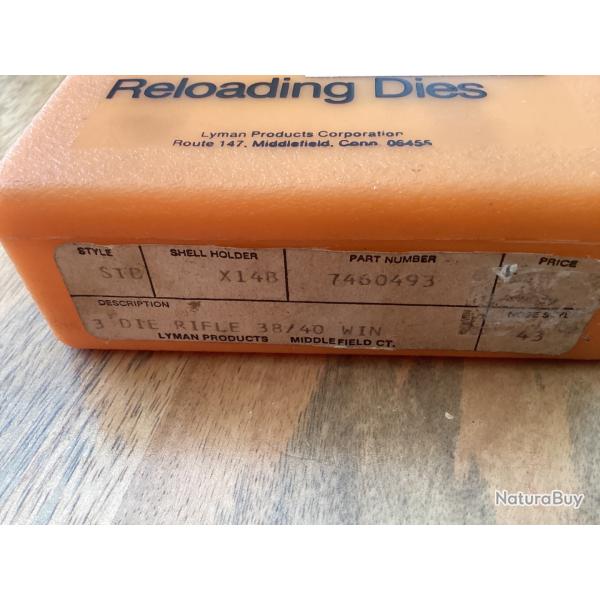 Reloading Dies
Lyman Products Corporation
Route 147, Middlefield, Conn. 06455
STYLE SHELL HOLDER PART NUMBER PRICE
STD X14B 7460493
DESCRIPTION
3 DIE RIFLE 38/40 WIN 43
LYMAN PRODUCTS MIDDLEFIELD CT.
NaturaBuy